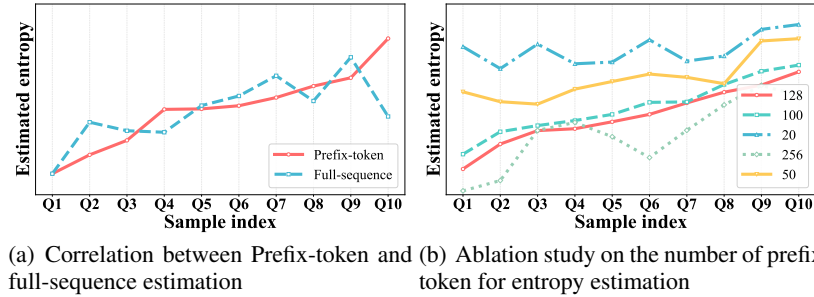 Estimated entropy
Prefix-token
Full-sequence
Q1 Q2 Q3 Q4 Q5 Q6 Q7 Q8 Q9 Q10
Sample index
(a) Correlation between Prefix-token and
full-sequence estimation
Estimated entropy
128
100
20
256
50
Q1 Q2 Q3 Q4 Q5 Q6 Q7 Q8 Q9 Q10
Sample index
(b) Ablation study on the number of prefix
token for entropy estimation